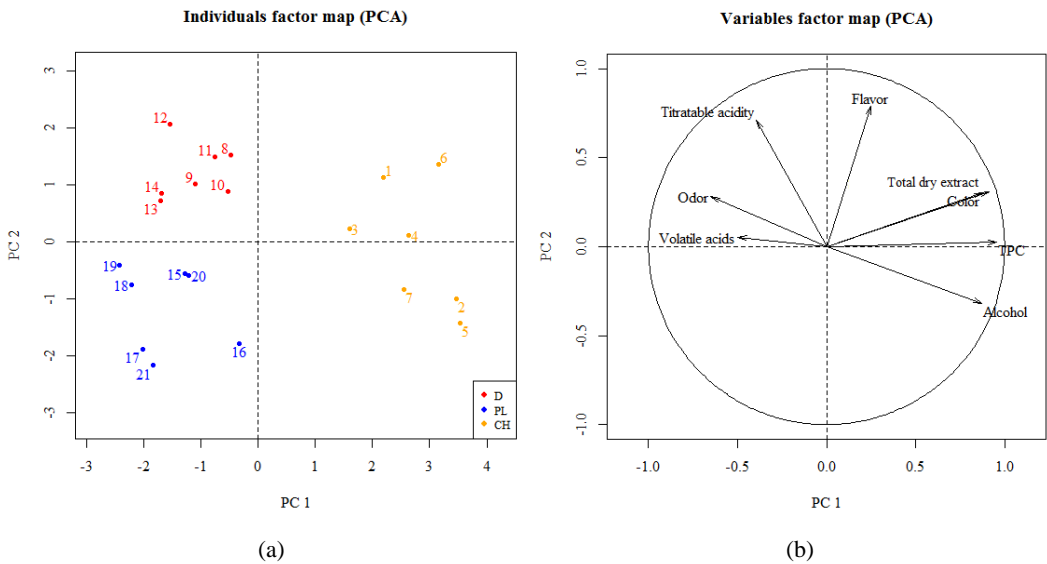 Individuals factor map (PCA)
3
2
1
0
-1
-2
-3
PC 2
12
11
8
9
10
14
13
1
6
3
4
19
18
15
20
7
2
5
17
16
21
D
PL
CH
-3
-2
-1
0
1
2
3
4
PC 1
(a)
Variables factor map (PCA)
1.0
0.5
0.0
-0.5
-1.0
PC 2
Flavor
Titratable acidity
Total dry extract
Odor
Color
Volatile acids
TPC
Alcohol
-1.0
-0.5
0.0
0.5
1.0
PC 1
(b)